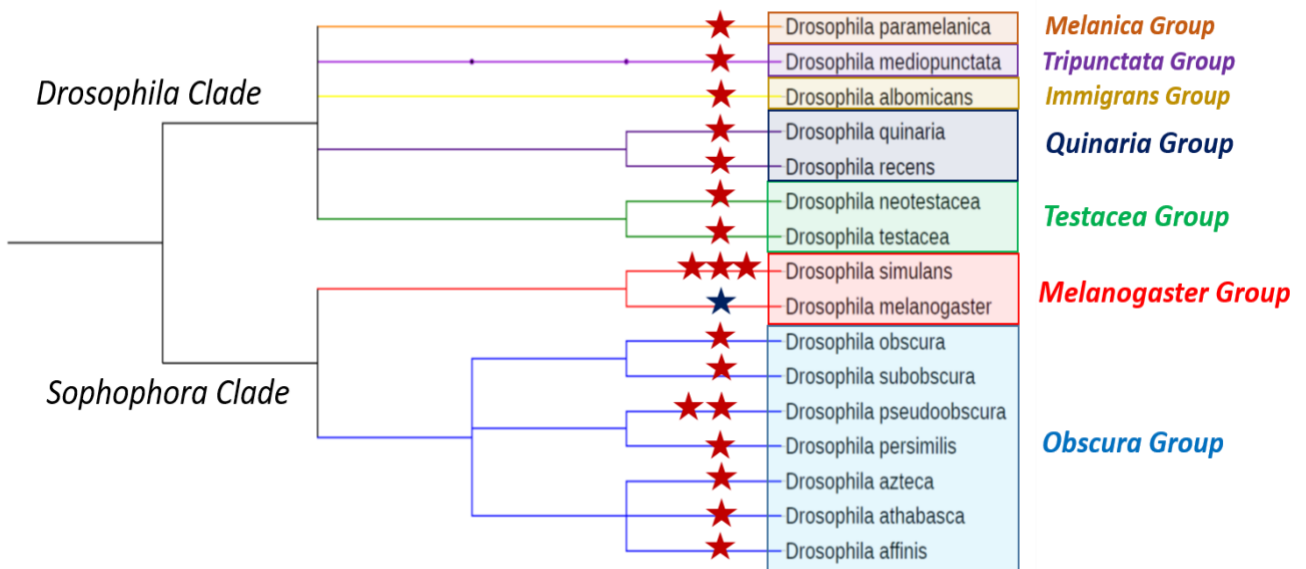 Drosophila paramelanica Melanica Group
Drosophila mediopunctata Tripunctata Group
Drosophila Clade
Drosophila albomicans Immigrans Group
Drosophila quinaria
Quinaria Group
Drosophila recens
Drosophila neotestacea
Testacea Group
Drosophila testacea
Drosophila simulans
Melanogaster Group
Drosophila melanogaster
Drosophila obscura
Drosophila subobscura
Sophophora Clade
Drosophila pseudoobscura
Drosophila persimilis
Obscura Group
Drosophila azteca
Drosophila athabasca
Drosophila affinis